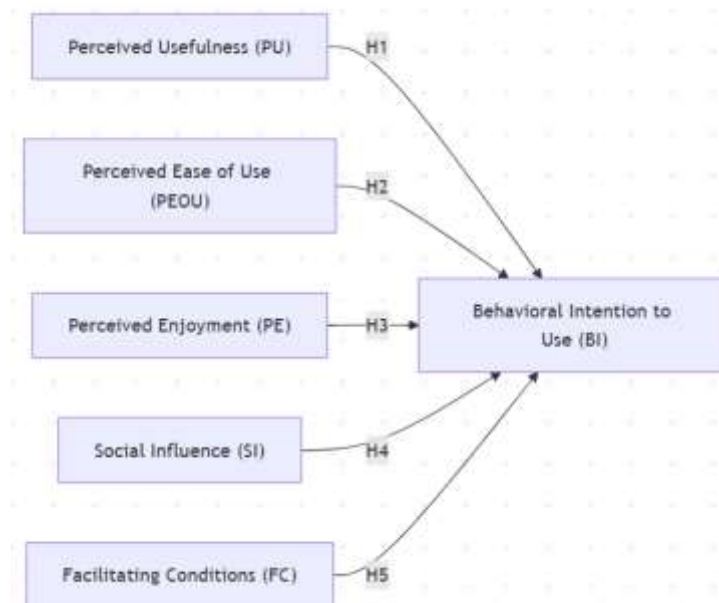 Perceived Usefulness (PU)
H1
Perceived Ease of Use
(PEOU)
H2
Perceived Enjoyment (PE)
H3
Behavioral Intention to
Use (BI)
Social Influence (SI)
H4
Facilitating Conditions (FC)
H5